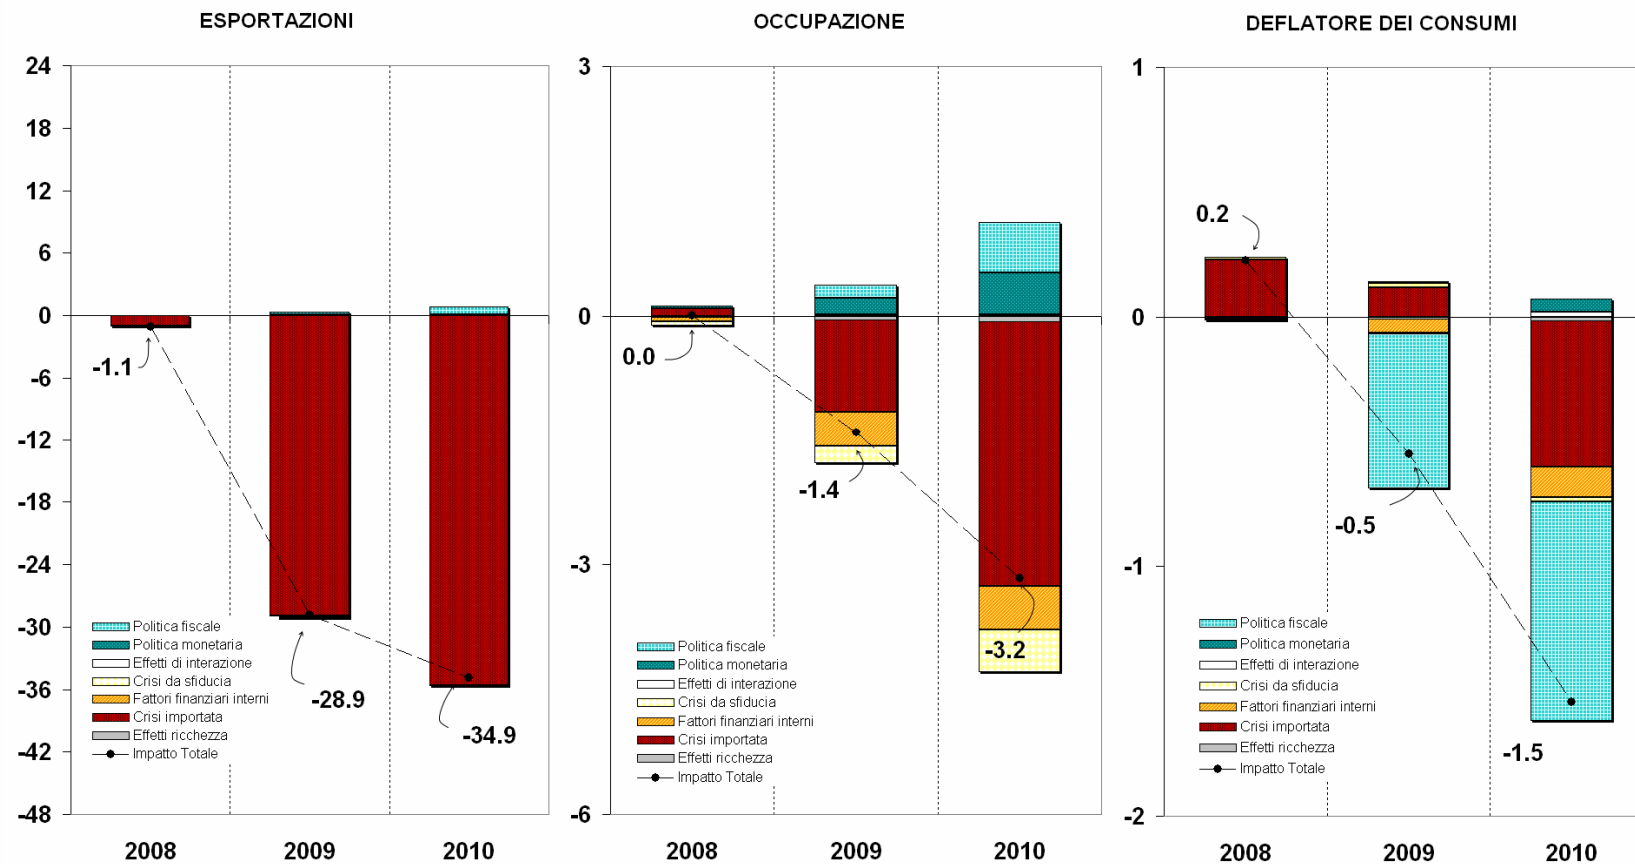 ESPORTAZIONI
24
18
12
6
0
-6
-12
-18
-24
-30
-36
-42
-48
-1.1
-28.9
-34.9
Politica fiscale
Politica monetaria
Effetti di interazione
Crisi da sfiducia
Fattori finanziari interni
Crisi importata
Effetti ricchezza
Impatto Totale
2008
2009
2010
OCCUPAZIONE
3
0
-3
-6
0.0
-1.4
-3.2
Politica fiscale
Politica monetaria
Effetti di interazione
Crisi da sfiducia
Fattori finanziari interni
Crisi importata
Effetti ricchezza
Impatto Totale
2008
2009
2010
DEFLATORE DEI CONSUMI
1
0
-1
-2
0.2
-0.5
-1.5
Politica fiscale
Politica monetaria
Effetti di interazione
Crisi da sfiducia
Fattori finanziari interni
Crisi importata
Effetti ricchezza
Impatto Totale
2008
2009
2010